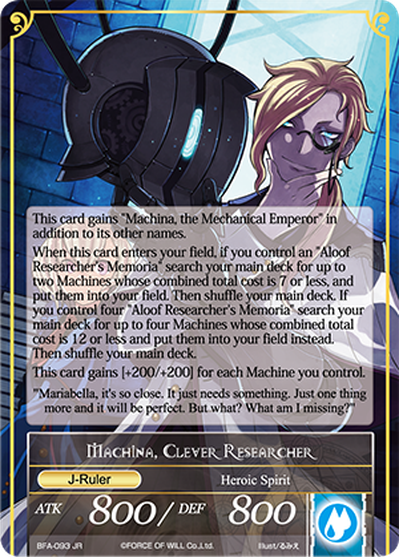 This card gains "Machina, the Mechanical Emperor" in
addition to its other names.
When this card enters your field, if you control an "Aloof
Researcher's Memoria" search your main deck for up to
two Machines whose combined total cost is 7 or less, and
put them into your field. Then shuffle your main deck. If
you control four "Aloof Researcher's Memoria" search your
main deck for up to four Machines whose combined total
cost is 12 or less and put them into your field instead.
Then shuffle your main deck.
This card gains [+200/+200] for each Machine you control.
"Mariabella, it's so close. It just needs something. Just one thing
more and it will be perfect. But what? What am I missing?"
Machina, Clever Researcher
J-Ruler Heroic Spirit
ATK 800/ DEF 800
BFA-093 JR ©FORCE OF WILL Co.,Ltd. Illust/るみえ